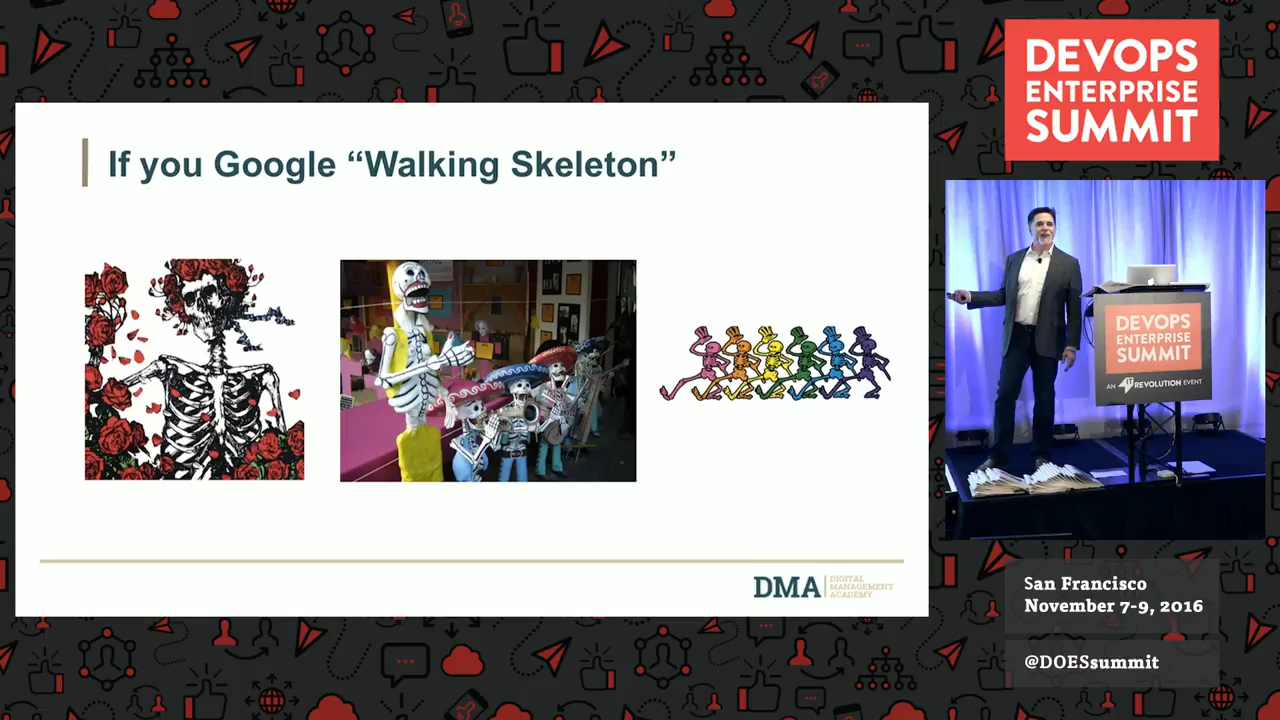 If you Google “Walking Skeleton”
DMA
DIGITAL
MANAGEMENT
ACADEMY
DEVOPS
ENTERPRISE
SUMMIT
DEVOPS
ENTERPRISE
SUMMIT
AN IT REVOLUTION EVENT
San Francisco
November 7-9, 2016
@DOESsummit